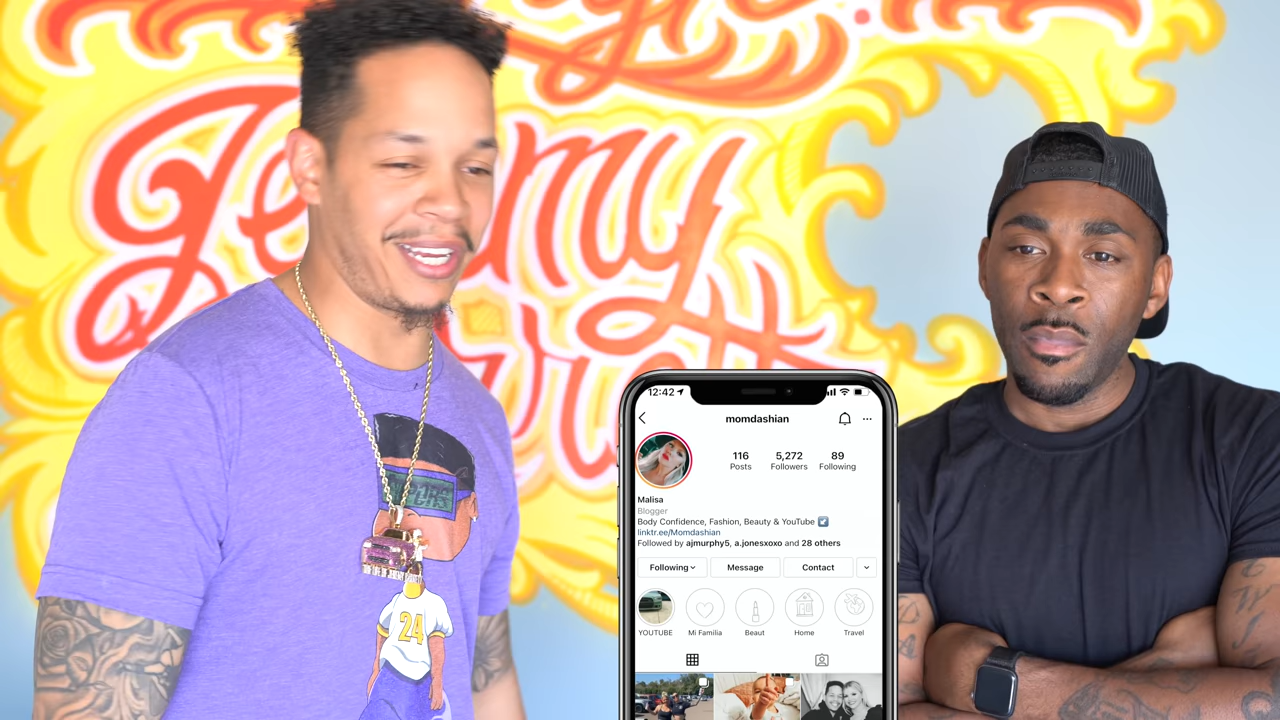 Jeremy
12:42
momdashian
116
5,272
89
Posts
Followers
Following
Malisa
Blogger
Body Confidence, Fashion, Beauty & YouTube
linktr.ee/Momdashian
Followed by ajmurphy5, a.jonesxoxo and 28 others
Following
Message
Contact
YOUTUBE
Mi Familia
Beaut
Home
Travel
24